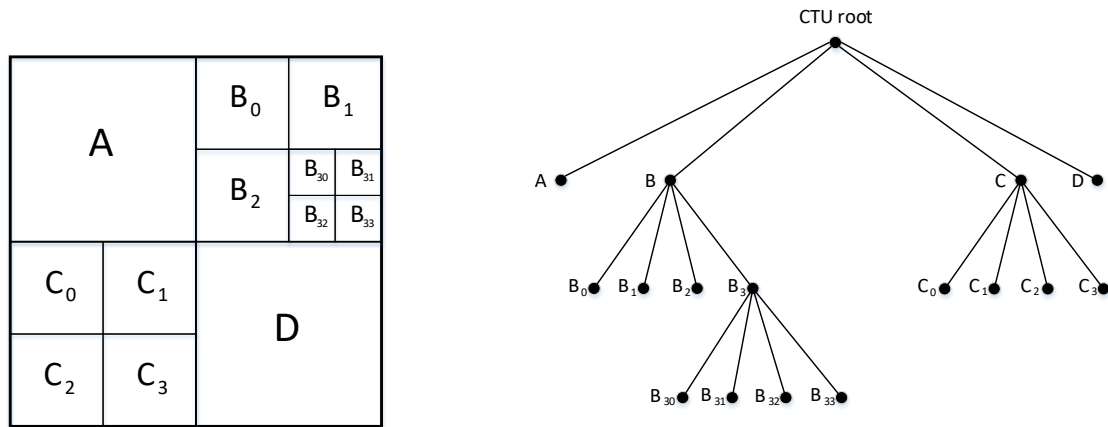 A
B₀ B₁
B₂ B₃₀ B₃₁
B₃₂ B₃₃
C₀ C₁
D
C₂ C₃
CTU root
A B C D
B₀ B₁ B₂ B₃ C₀ C₁ C₂ C₃
B₃₀ B₃₁ B₃₂ B₃₃